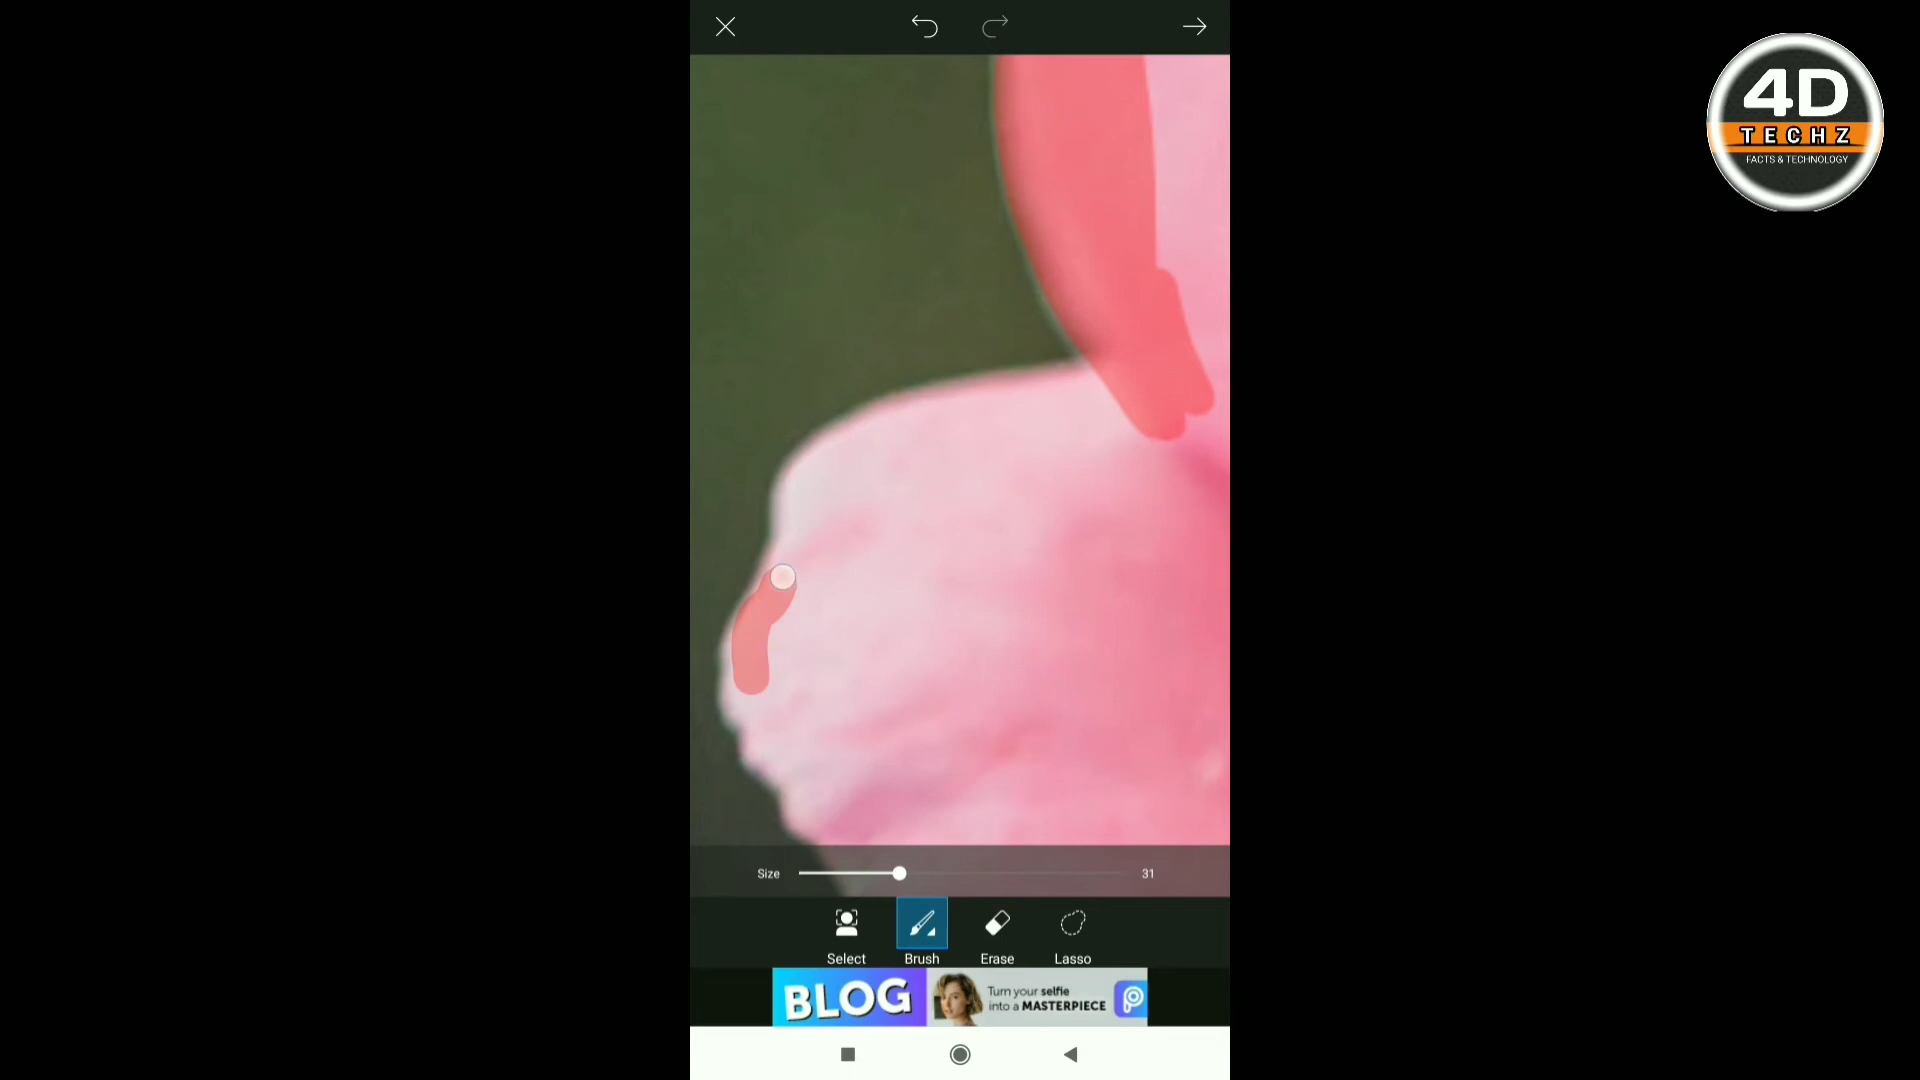 4D
TECHZ
FACTS & TECHNOLOGY
Size 31
Select Brush Erase Lasso
BLOG
Turn your selfie
into a MASTERPIECE